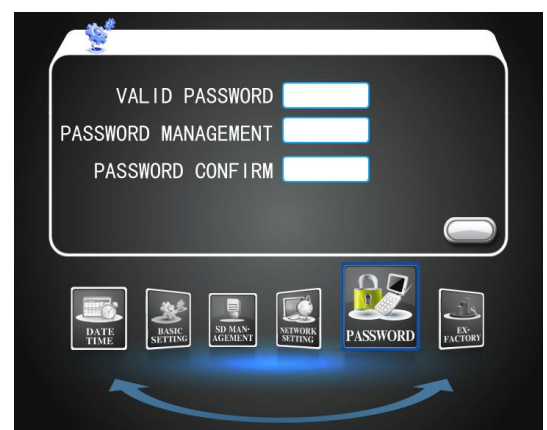 VALID PASSWORD
PASSWORD MANAGEMENT
PASSWORD CONFIRM
DATE
TIME
BASIC
SETTING
SD MAN-
AGEMENT
NETWORK
SETTING
PASSWORD
EX-
FACTORY